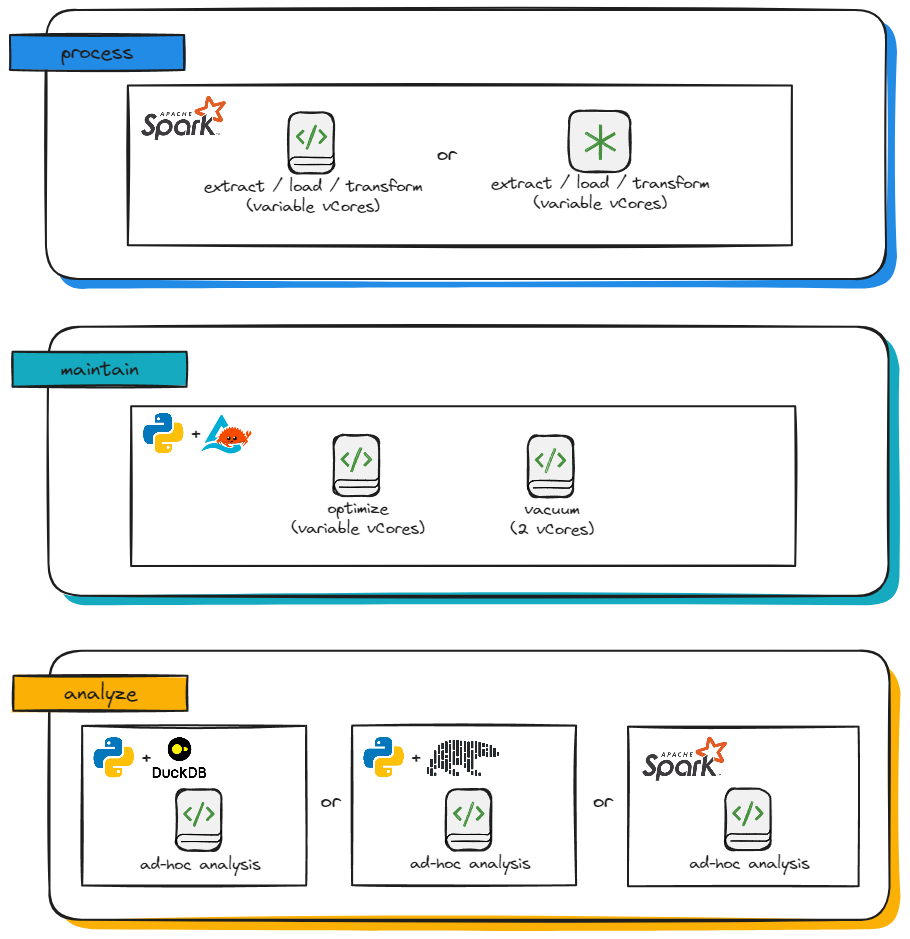 process
APACHE
Spark
</>
or
extract / load / transform
(variable vCores)
extract / load / transform
(variable vCores)
maintain
+
</>
</>
optimize
(variable vCores)
vacuum
(2 vCores)
analyze
+
DuckDB
</>
ad-hoc analysis
or
+
</>
ad-hoc analysis
or
APACHE
Spark
</>
ad-hoc analysis